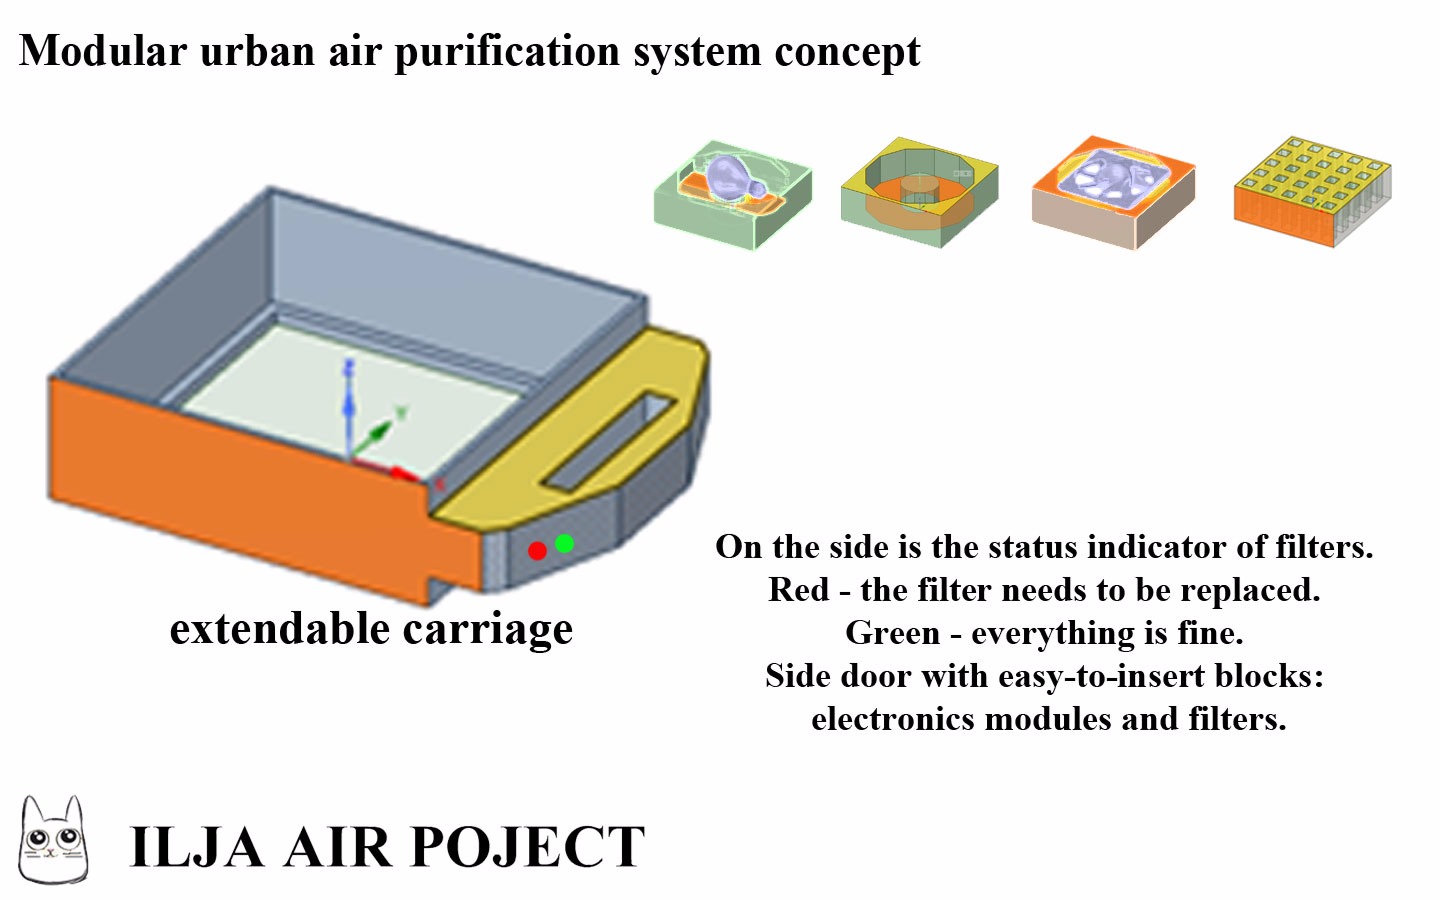 Modular urban air purification system concept
Z
Y
X
extendable carriage
On the side is the status indicator of filters.
Red - the filter needs to be replaced.
Green - everything is fine.
Side door with easy-to-insert blocks:
electronics modules and filters.
ILJA AIR POJECT